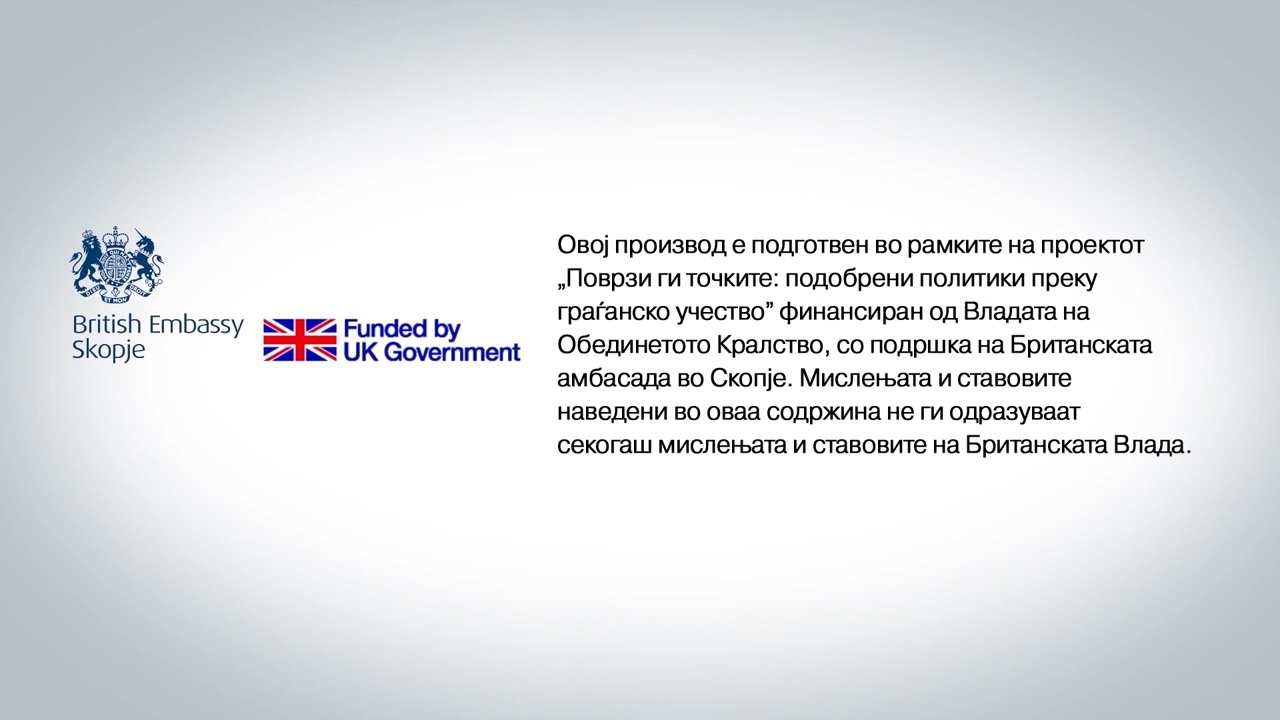 British Embassy
Skopje
Funded by
UK Government
Овој производ е подготвен во рамките на проектот
„Поврзи ги точките: подобрени политики преку
граѓанско учество” финансиран од Владата на
Обединетото Кралство, со подршка на Британската
амбасада во Скопје. Мислењата и ставовите
наведени во оваа содржина не ги одразуваат
секогаш мислењата и ставовите на Британската Влада.